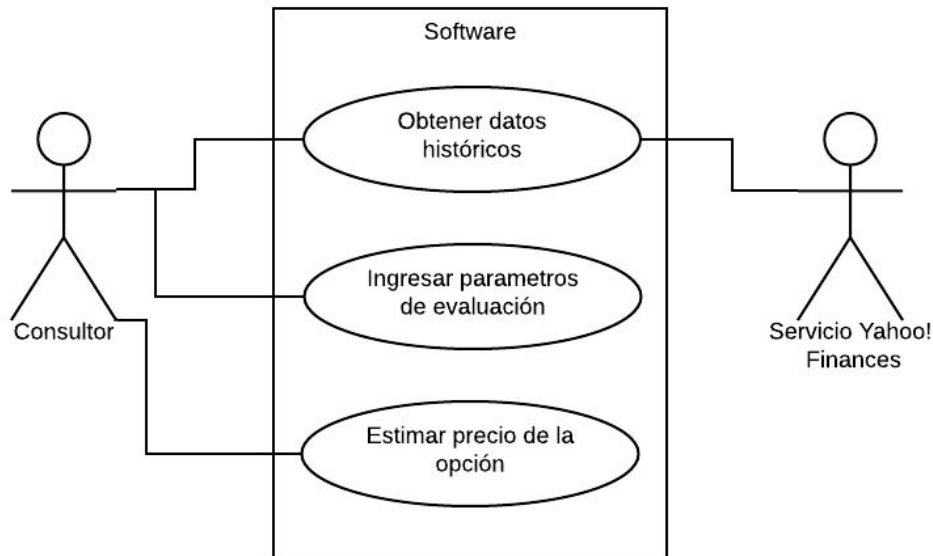 Software
Obtener datos
históricos
Ingresar parametros
de evaluación
Consultor
Servicio Yahoo!
Finances
Estimar precio de la
opción